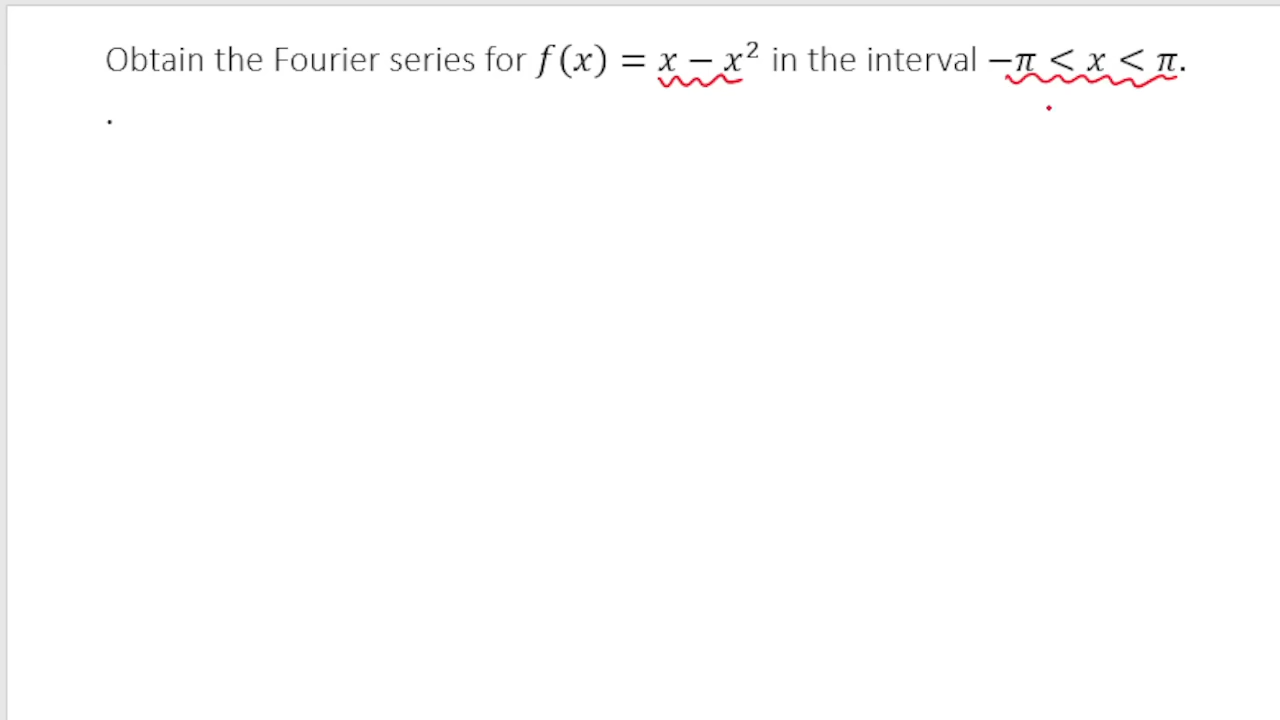 Obtain the Fourier series for f(x) = x − x² in the interval −π < x < π.
.